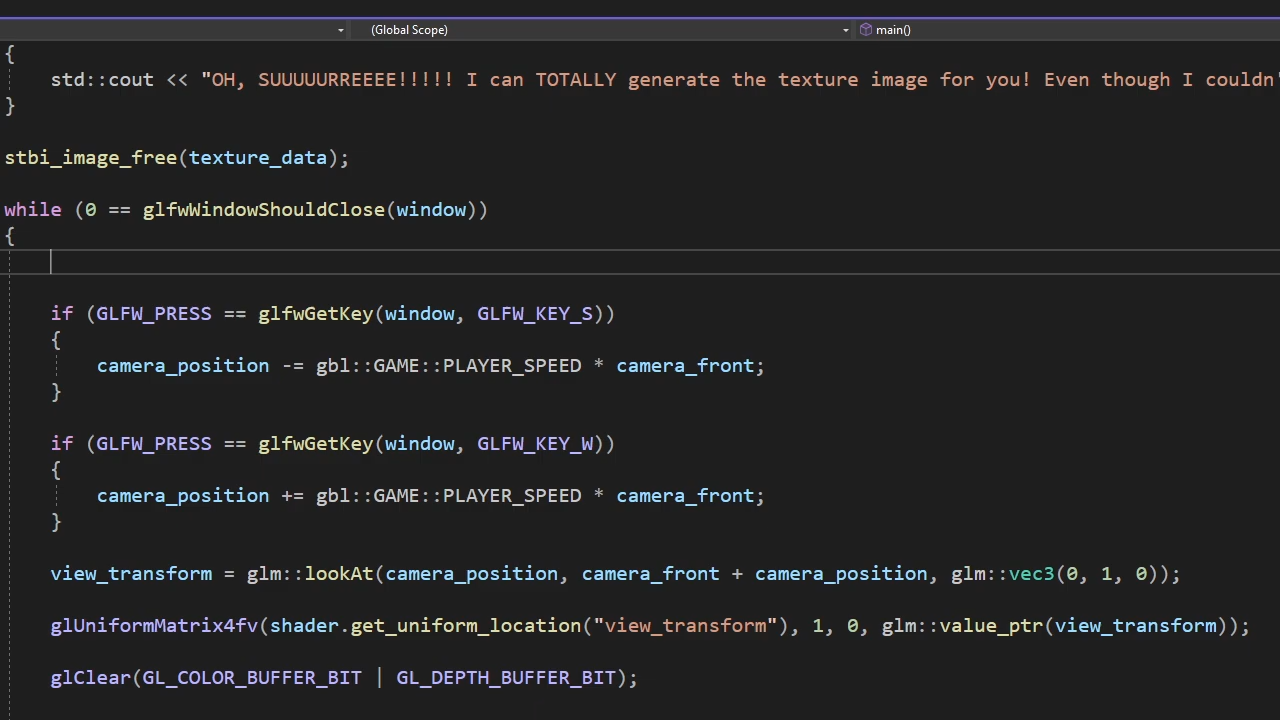 (Global Scope) main()
{
std::cout << "OH, SUUUUURREEEE!!!!! I can TOTALLY generate the texture image for you! Even though I couldn'
}
stbi_image_free(texture_data);
while (0 == glfwWindowShouldClose(window))
{
if (GLFW_PRESS == glfwGetKey(window, GLFW_KEY_S))
{
camera_position -= gbl::GAME::PLAYER_SPEED * camera_front;
}
if (GLFW_PRESS == glfwGetKey(window, GLFW_KEY_W))
{
camera_position += gbl::GAME::PLAYER_SPEED * camera_front;
}
view_transform = glm::lookAt(camera_position, camera_front + camera_position, glm::vec3(0, 1, 0));
glUniformMatrix4fv(shader.get_uniform_location("view_transform"), 1, 0, glm::value_ptr(view_transform));
glClear(GL_COLOR_BUFFER_BIT | GL_DEPTH_BUFFER_BIT);